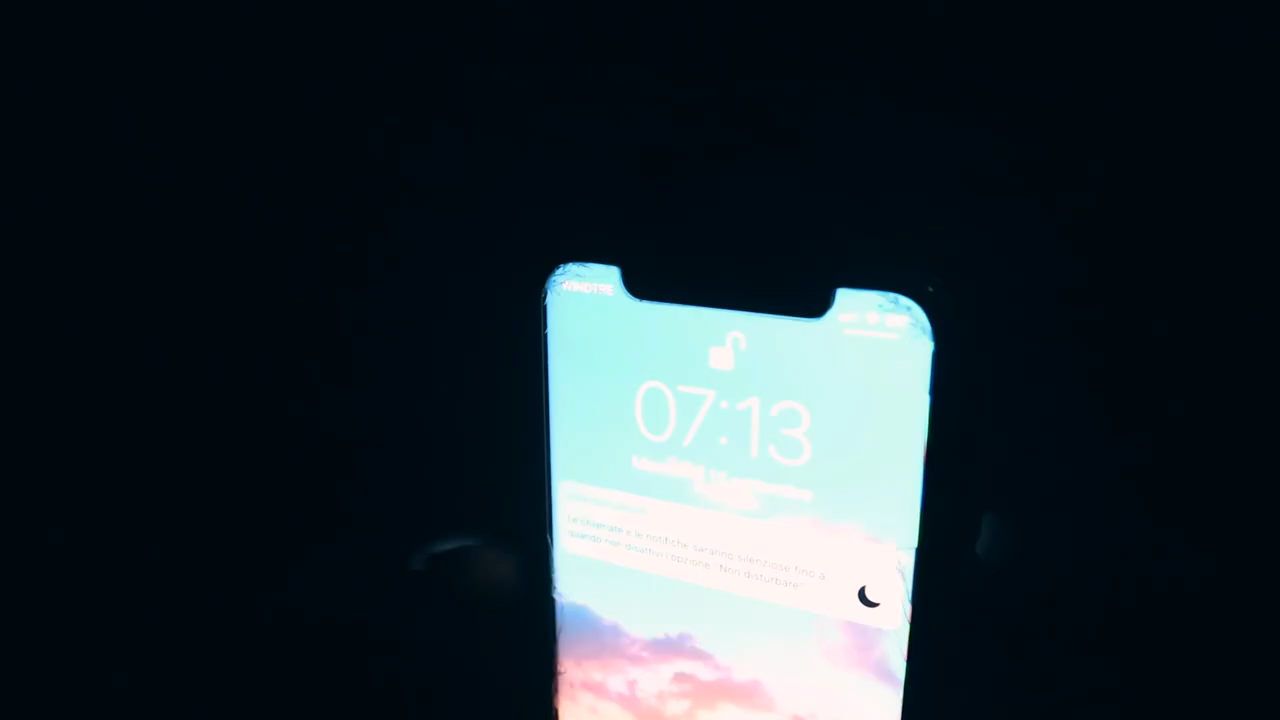 WINDTRE
07:13
Le chiamate e le notifiche saranno silenziose fino a
quando non disattivi l'opzione "Non disturbare"